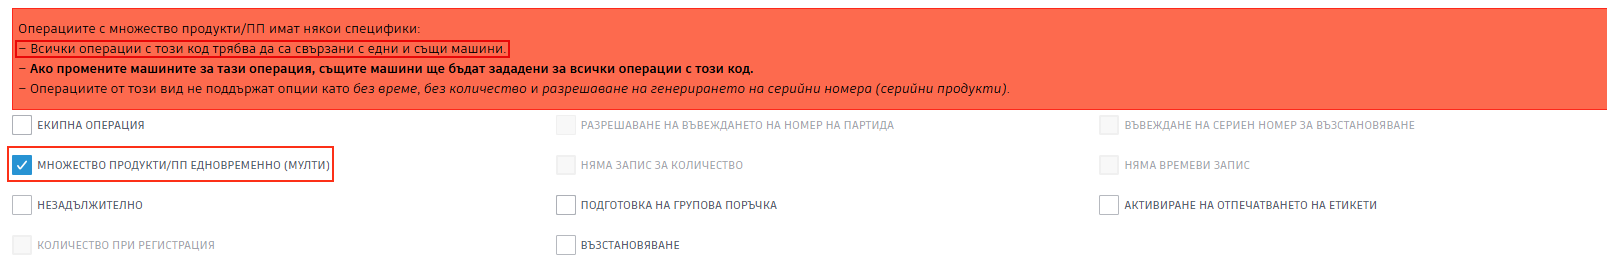 Операциите с множество продукти/ПП имат някои специфики:
– Всички операции с този код трябва да са свързани с едни и същи машини.
– Ако промените машините за тази операция, същите машини ще бъдат зададени за всички операции с този код.
– Операциите от този вид не поддържат опции като без време, без количество и разрешаване на генерирането на серийни номера (серийни продукти).
ЕКИПНА ОПЕРАЦИЯ
РАЗРЕШАВАНЕ НА ВЪВЕЖДАНЕТО НА НОМЕР НА ПАРТИДА
ВЪВЕЖДАНЕ НА СЕРИЕН НОМЕР ЗА ВЪЗСТАНОВЯВАНЕ
МНОЖЕСТВО ПРОДУКТИ/ПП ЕДНОВРЕМЕННО (МУЛТИ)
НЯМА ЗАПИС ЗА КОЛИЧЕСТВО
НЯМА ВРЕМЕВИ ЗАПИС
НЕЗАДЪЛЖИТЕЛНО
ПОДГОТОВКА НА ГРУПОВА ПОРЪЧКА
АКТИВИРАНЕ НА ОТПЕЧАТВАНЕТО НА ЕТИКЕТИ
КОЛИЧЕСТВО ПРИ РЕГИСТРАЦИЯ
ВЪЗСТАНОВЯВАНЕ